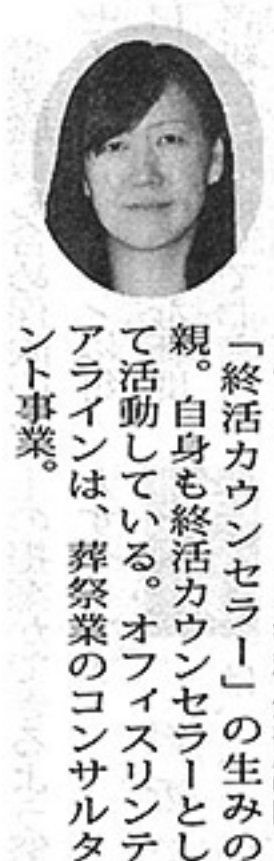 「終活カウンセラー」の生みの
親。自身も終活カウンセラーとし
て活動している。オフィスリンテ
アラインは、葬祭業のコンサルタ
ント事業。